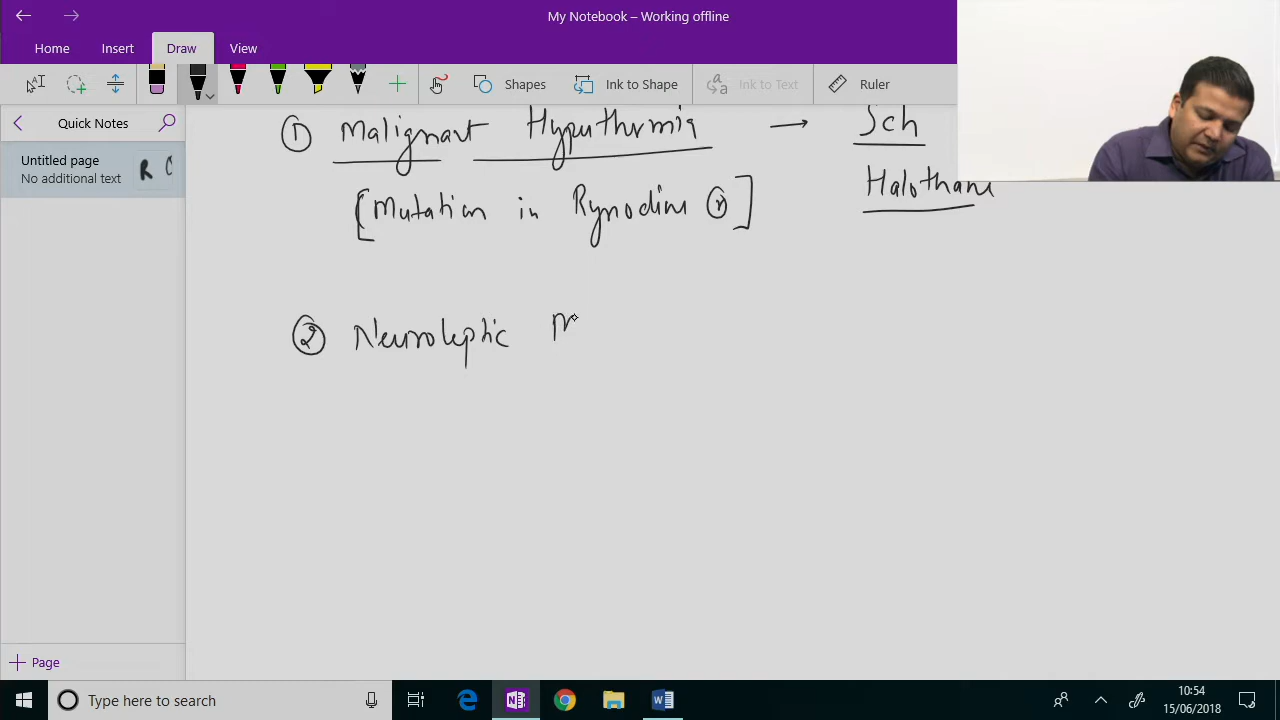 My Notebook – Working offline
Home Insert Draw View
Shapes Ink to Shape Ink to Text Ruler
Quick Notes
Untitled page
No additional text
R
① Malignant Hyperthermia → Sch
[Mutation in Rynodine ⓡ] Halothane
② Neuroleptic
+ Page
Type here to search
10:54
15/06/2018